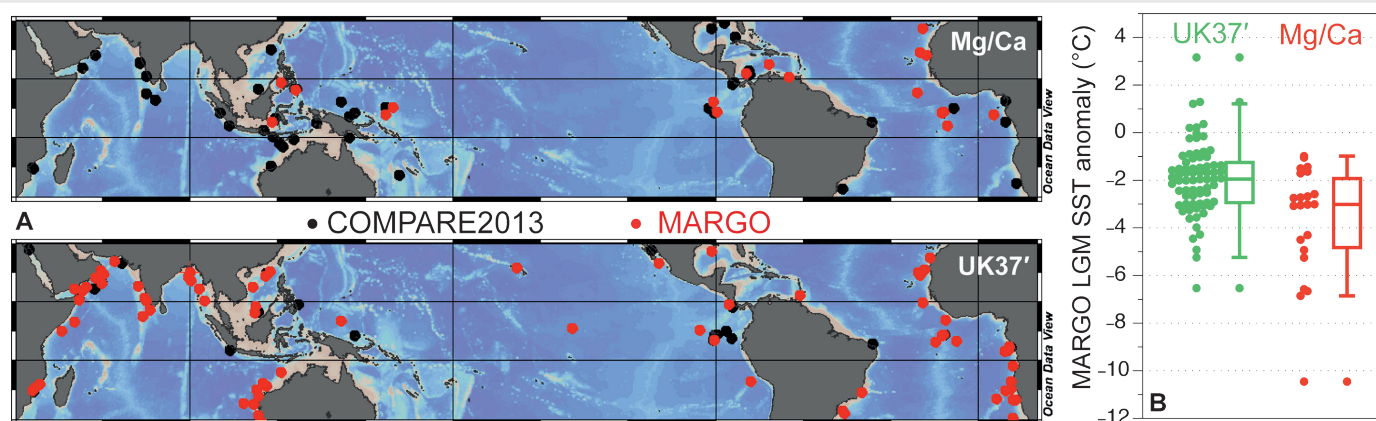 Mg/Ca
Ocean Data View
A
COMPARE2013
MARGO
UK37′
Ocean Data View
MARGO LGM SST anomaly (°C)
UK37′
Mg/Ca
4
2
0
−2
−4
−6
−8
−10
−12
B